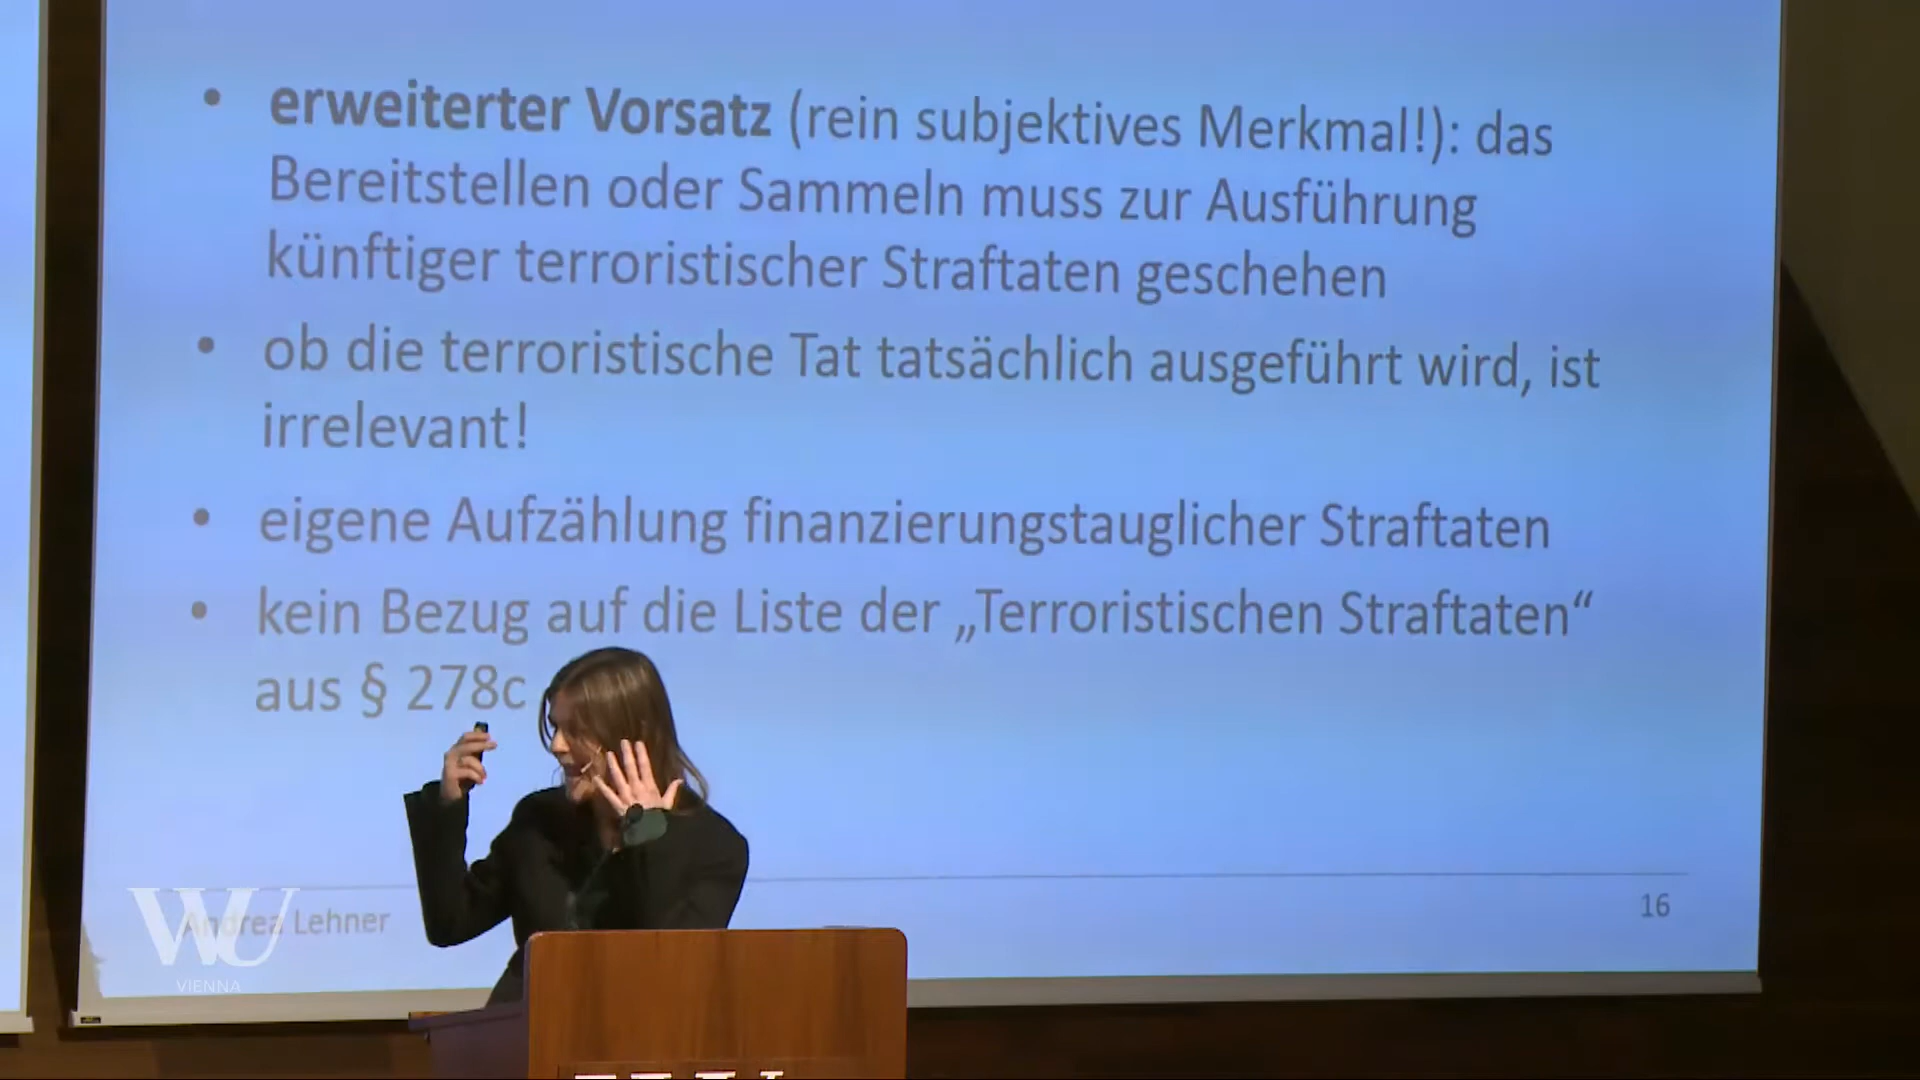 • erweiterter Vorsatz (rein subjektives Merkmal!): das
Bereitstellen oder Sammeln muss zur Ausführung
künftiger terroristischer Straftaten geschehen
• ob die terroristische Tat tatsächlich ausgeführt wird, ist
irrelevant!
• eigene Aufzählung finanzierungstauglicher Straftaten
• kein Bezug auf die Liste der „Terroristischen Straftaten“
aus § 278c
Andrea Lehner
16
WU
VIENNA